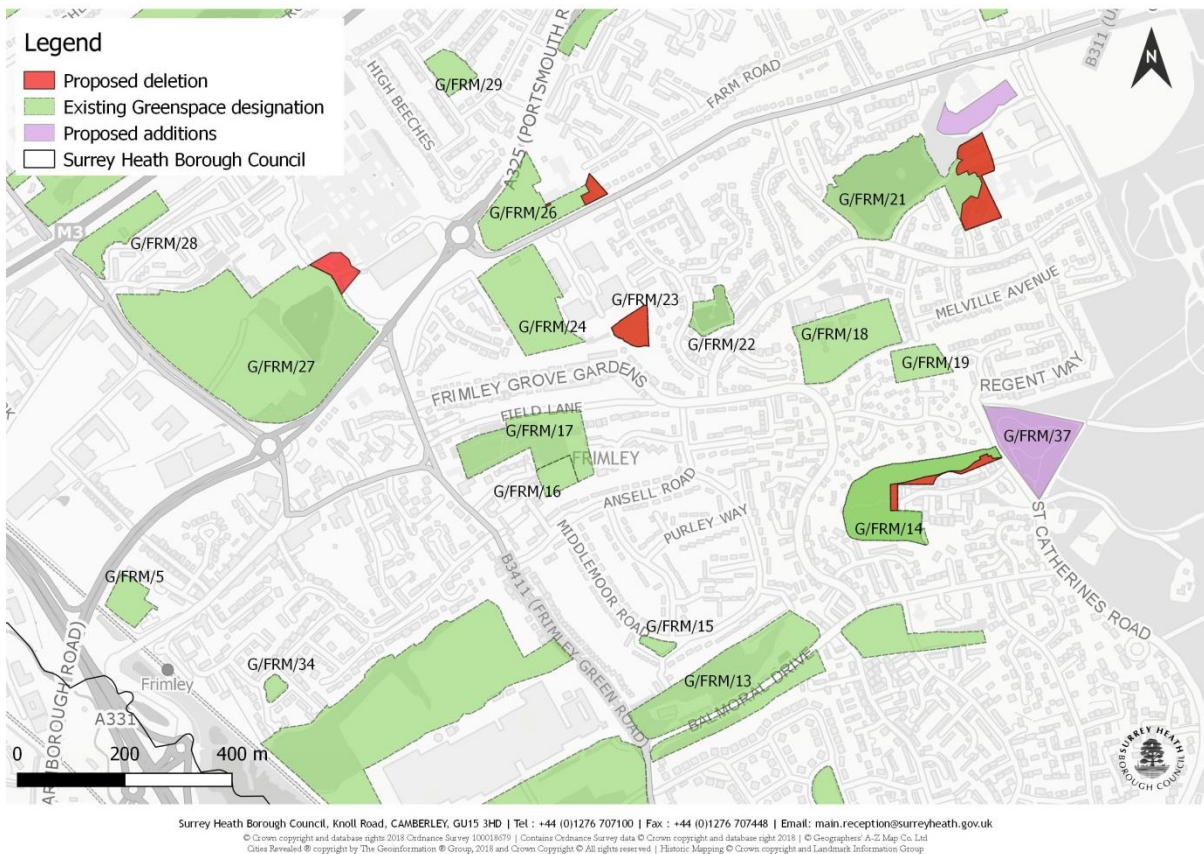 Legend
Proposed deletion
Existing Greenspace designation
Proposed additions
Surrey Heath Borough Council
N
HIGH BEECHES
G/FRM/29
A325 (PORTSMOUTH R
FARM ROAD
B311 (U
M3
G/FRM/28
G/FRM/26
G/FRM/21
G/FRM/23
G/FRM/24
G/FRM/22
G/FRM/18
MELVILLE AVENUE
G/FRM/27
G/FRM/19
FRIMLEY GROVE GARDENS
REGENT WAY
FIELD LANE
G/FRM/17
FRIMLEY
G/FRM/37
G/FRM/16
ANSELL ROAD
PURLEY WAY
G/FRM/14
ST CATHERINES ROAD
MIDDLEMOOR ROAD
B3411 (FRIMLEY GREEN ROAD)
G/FRM/5
G/FRM/15
G/FRM/34
G/FRM/13
BALMORAL DRIVE
Frimley
A331
ARNBOROUGH ROAD)
0 200 400 m
SURREY HEATH
BOROUGH COUNCIL
Surrey Heath Borough Council, Knoll Road, CAMBERLEY, GU15 3HD | Tel : +44 (0)1276 707100 | Fax : +44 (0)1276 707448 | Email: main.reception@surreyheath.gov.uk
© Crown copyright and database rights 2018 Ordnance Survey 100018679 | Contains Ordnance Survey data © Crown copyright and database right 2018 | © Geographers' A-Z Map Co. Ltd
Cities Revealed ® copyright by The Geoinformation ® Group, 2018 and Crown Copyright © All rights reserved | Historic Mapping © Crown copyright and Landmark Information Group